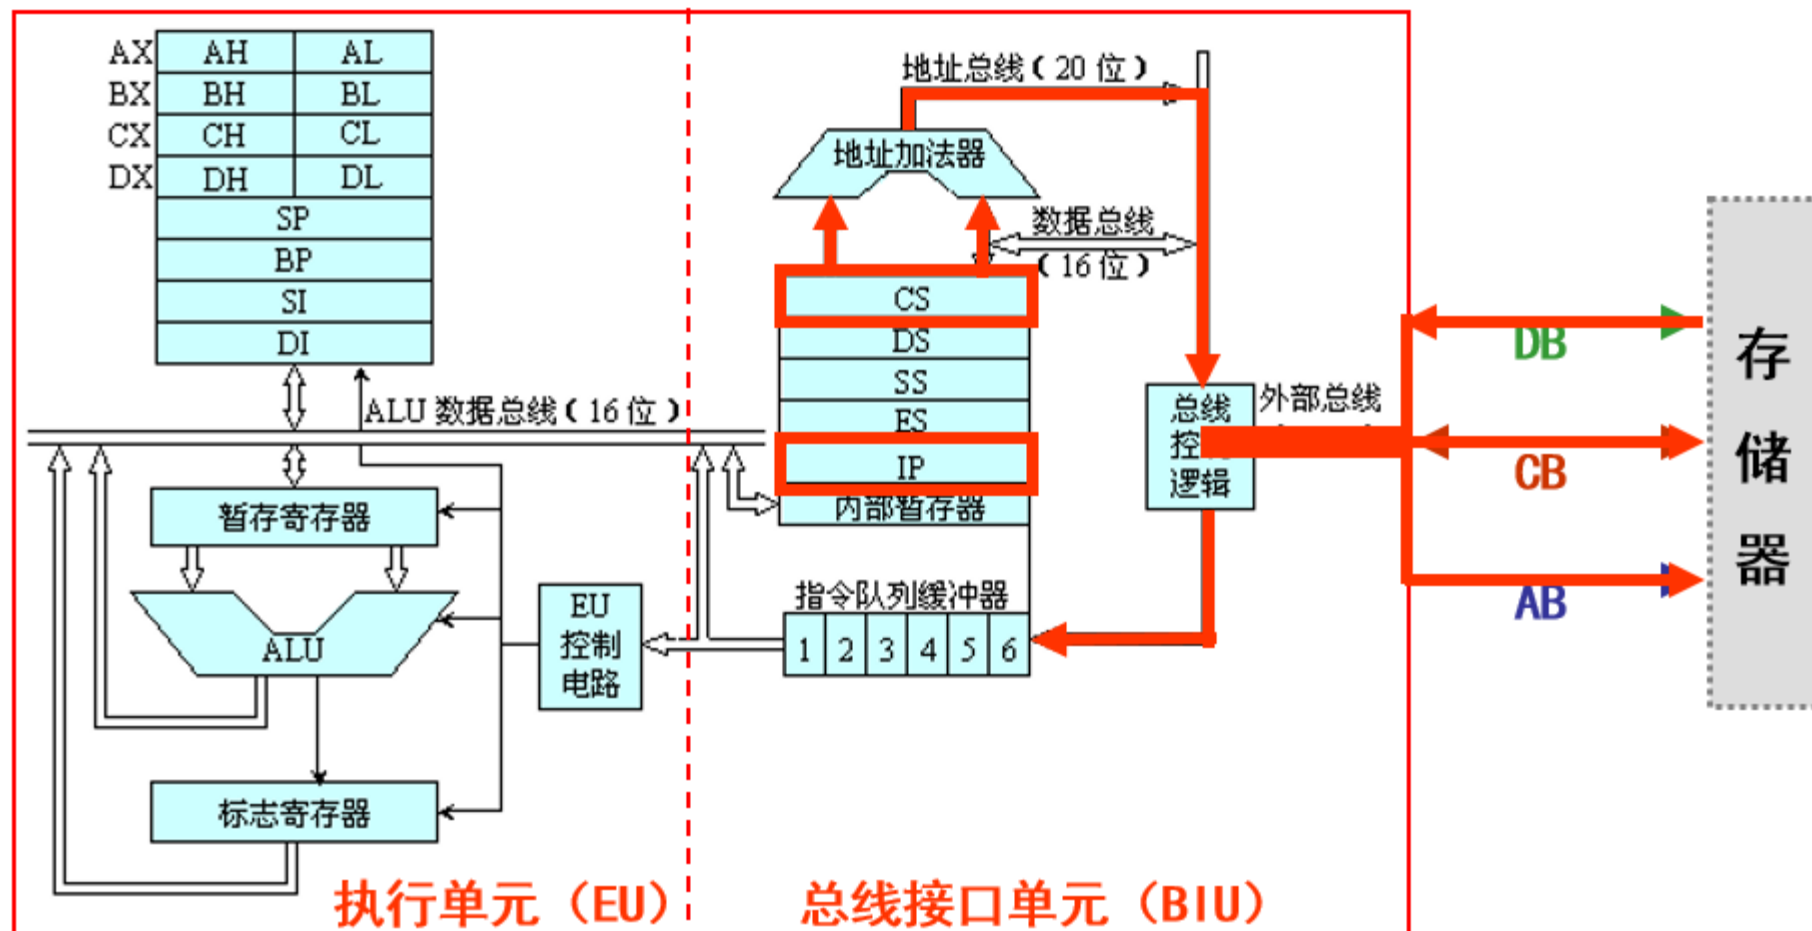 AX AH AL
BX BH BL
CX CH CL
DX DH DL
SP
BP
SI
DI
ALU 数据总线（16 位）
暂存寄存器
ALU
标志寄存器
EU
控制
电路
执行单元（EU）
地址总线（20 位）
地址加法器
数据总线
（16 位）
CS
DS
SS
ES
IP
内部暂存器
指令队列缓冲器
1 2 3 4 5 6
总线
控
逻辑
外部总线
总线接口单元（BIU）
DB
CB
AB
存
储
器